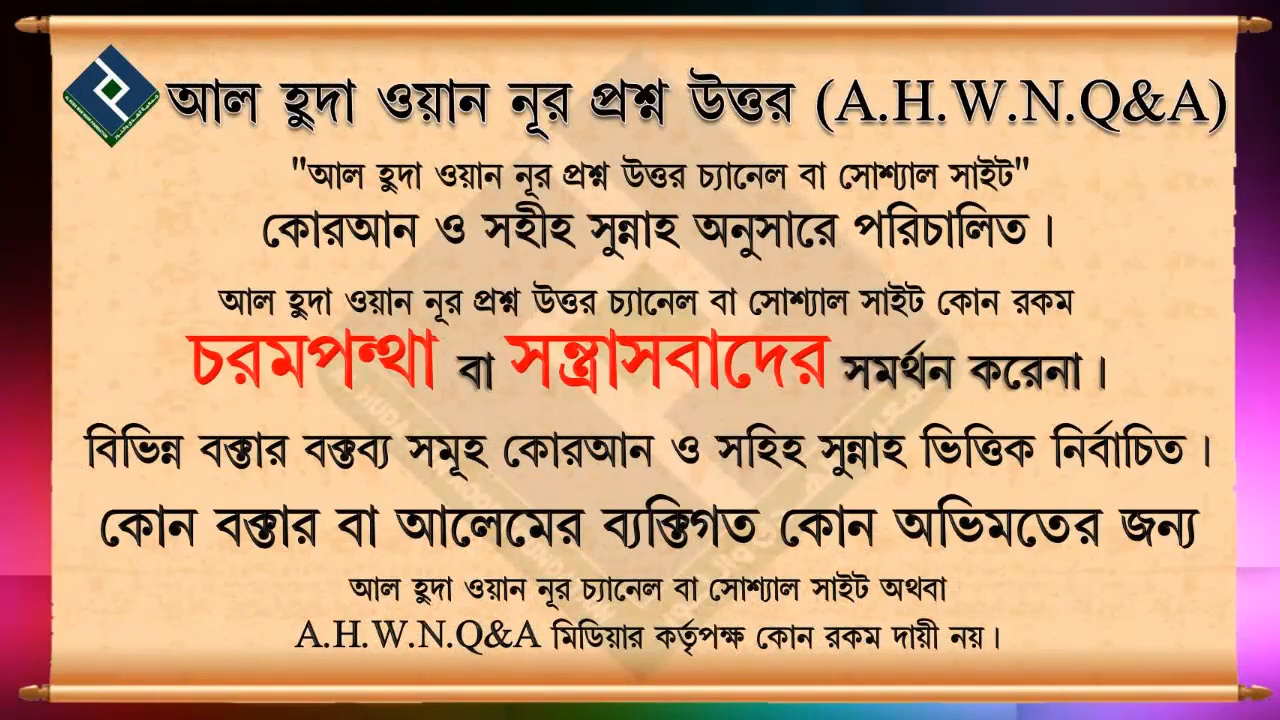 আল হুদা ওয়ান নূর প্রশ্ন উত্তর (A.H.W.N.Q&A)
"আল হুদা ওয়ান নূর প্রশ্ন উত্তর চ্যানেল বা সোশ্যাল সাইট"
কোরআন ও সহীহ সুন্নাহ অনুসারে পরিচালিত।
আল হুদা ওয়ান নূর প্রশ্ন উত্তর চ্যানেল বা সোশ্যাল সাইট কোন রকম
চরমপন্থা বা সন্ত্রাসবাদের সমর্থন করেনা।
বিভিন্ন বক্তার বক্তব্য সমূহ কোরআন ও সহিহ সুন্নাহ ভিত্তিক নির্বাচিত।
কোন বক্তার বা আলেমের ব্যক্তিগত কোন অভিমতের জন্য
আল হুদা ওয়ান নূর চ্যানেল বা সোশ্যাল সাইট অথবা
A.H.W.N.Q&A মিডিয়ার কর্তৃপক্ষ কোন রকম দায়ী নয়।